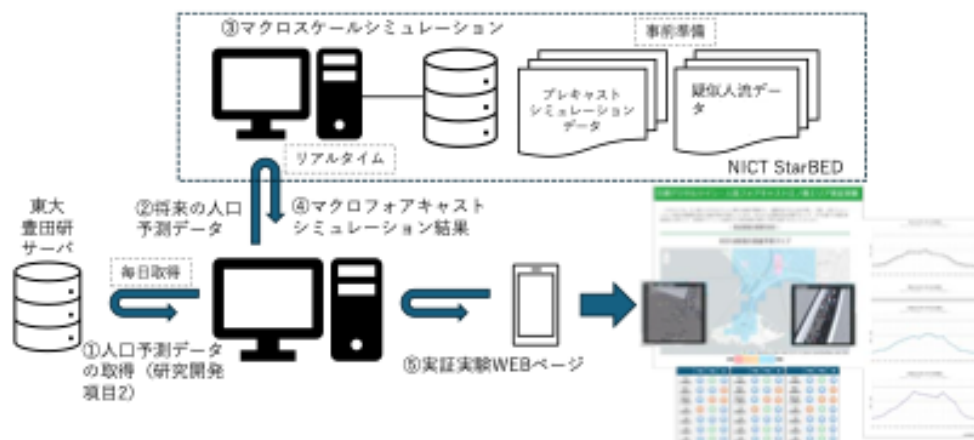 ③マクロスケールシミュレーション
事前準備
プレキャスト
シミュレーション
データ
疑似人流デー
タ
リアルタイム
NICT StarBED
東大
豊田研
サーバ
②将来の人口
予測データ
④マクロフォアキャスト
シミュレーション結果
毎日取得
①人口予測データ
の取得（研究開発
項目2）
⑤実証実験WEBページ